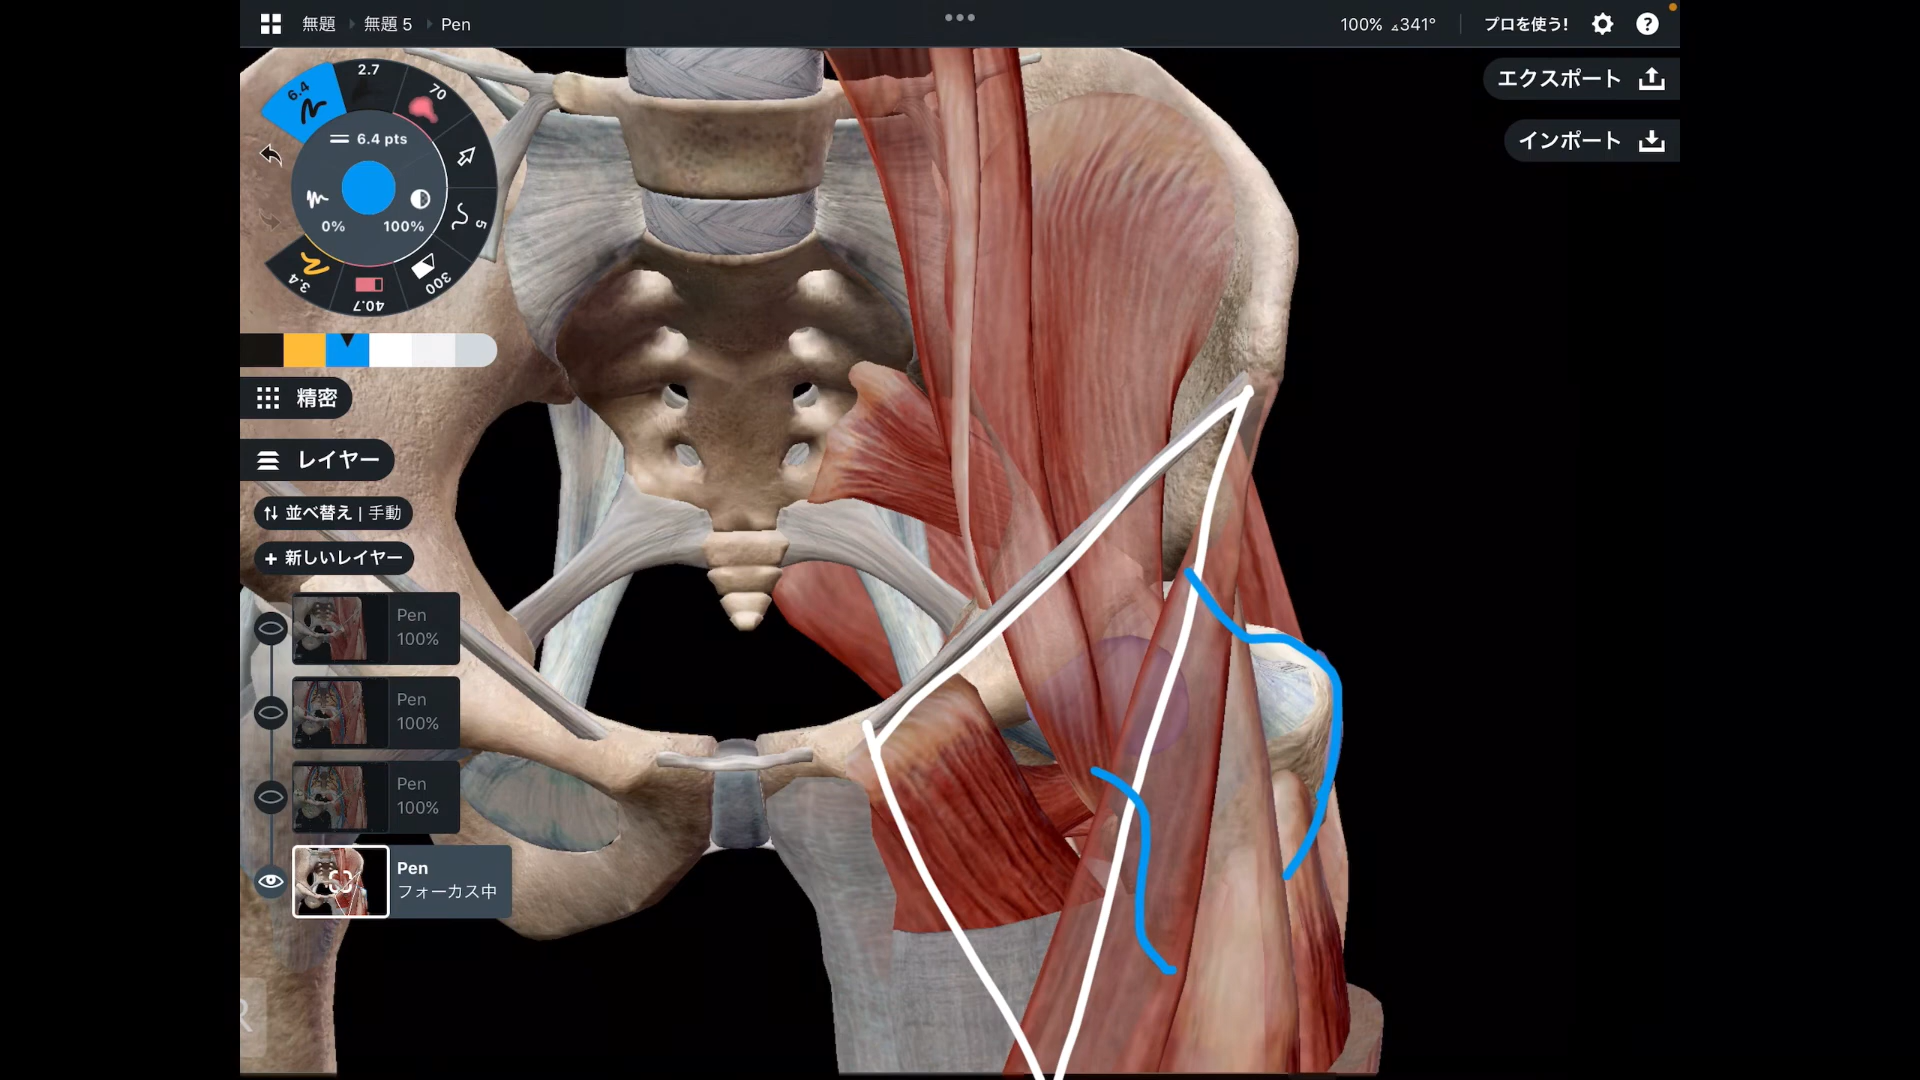 無題 無題 5 Pen
100% ⊿341° プロを使う!
エクスポート
インポート
2.7
6.4
70
6.4 pts
0% 100%
5
300
40.7
3.4
精密
レイヤー
並べ替え | 手動
+ 新しいレイヤー
Pen
100%
Pen
100%
Pen
100%
Pen
フォーカス中
R